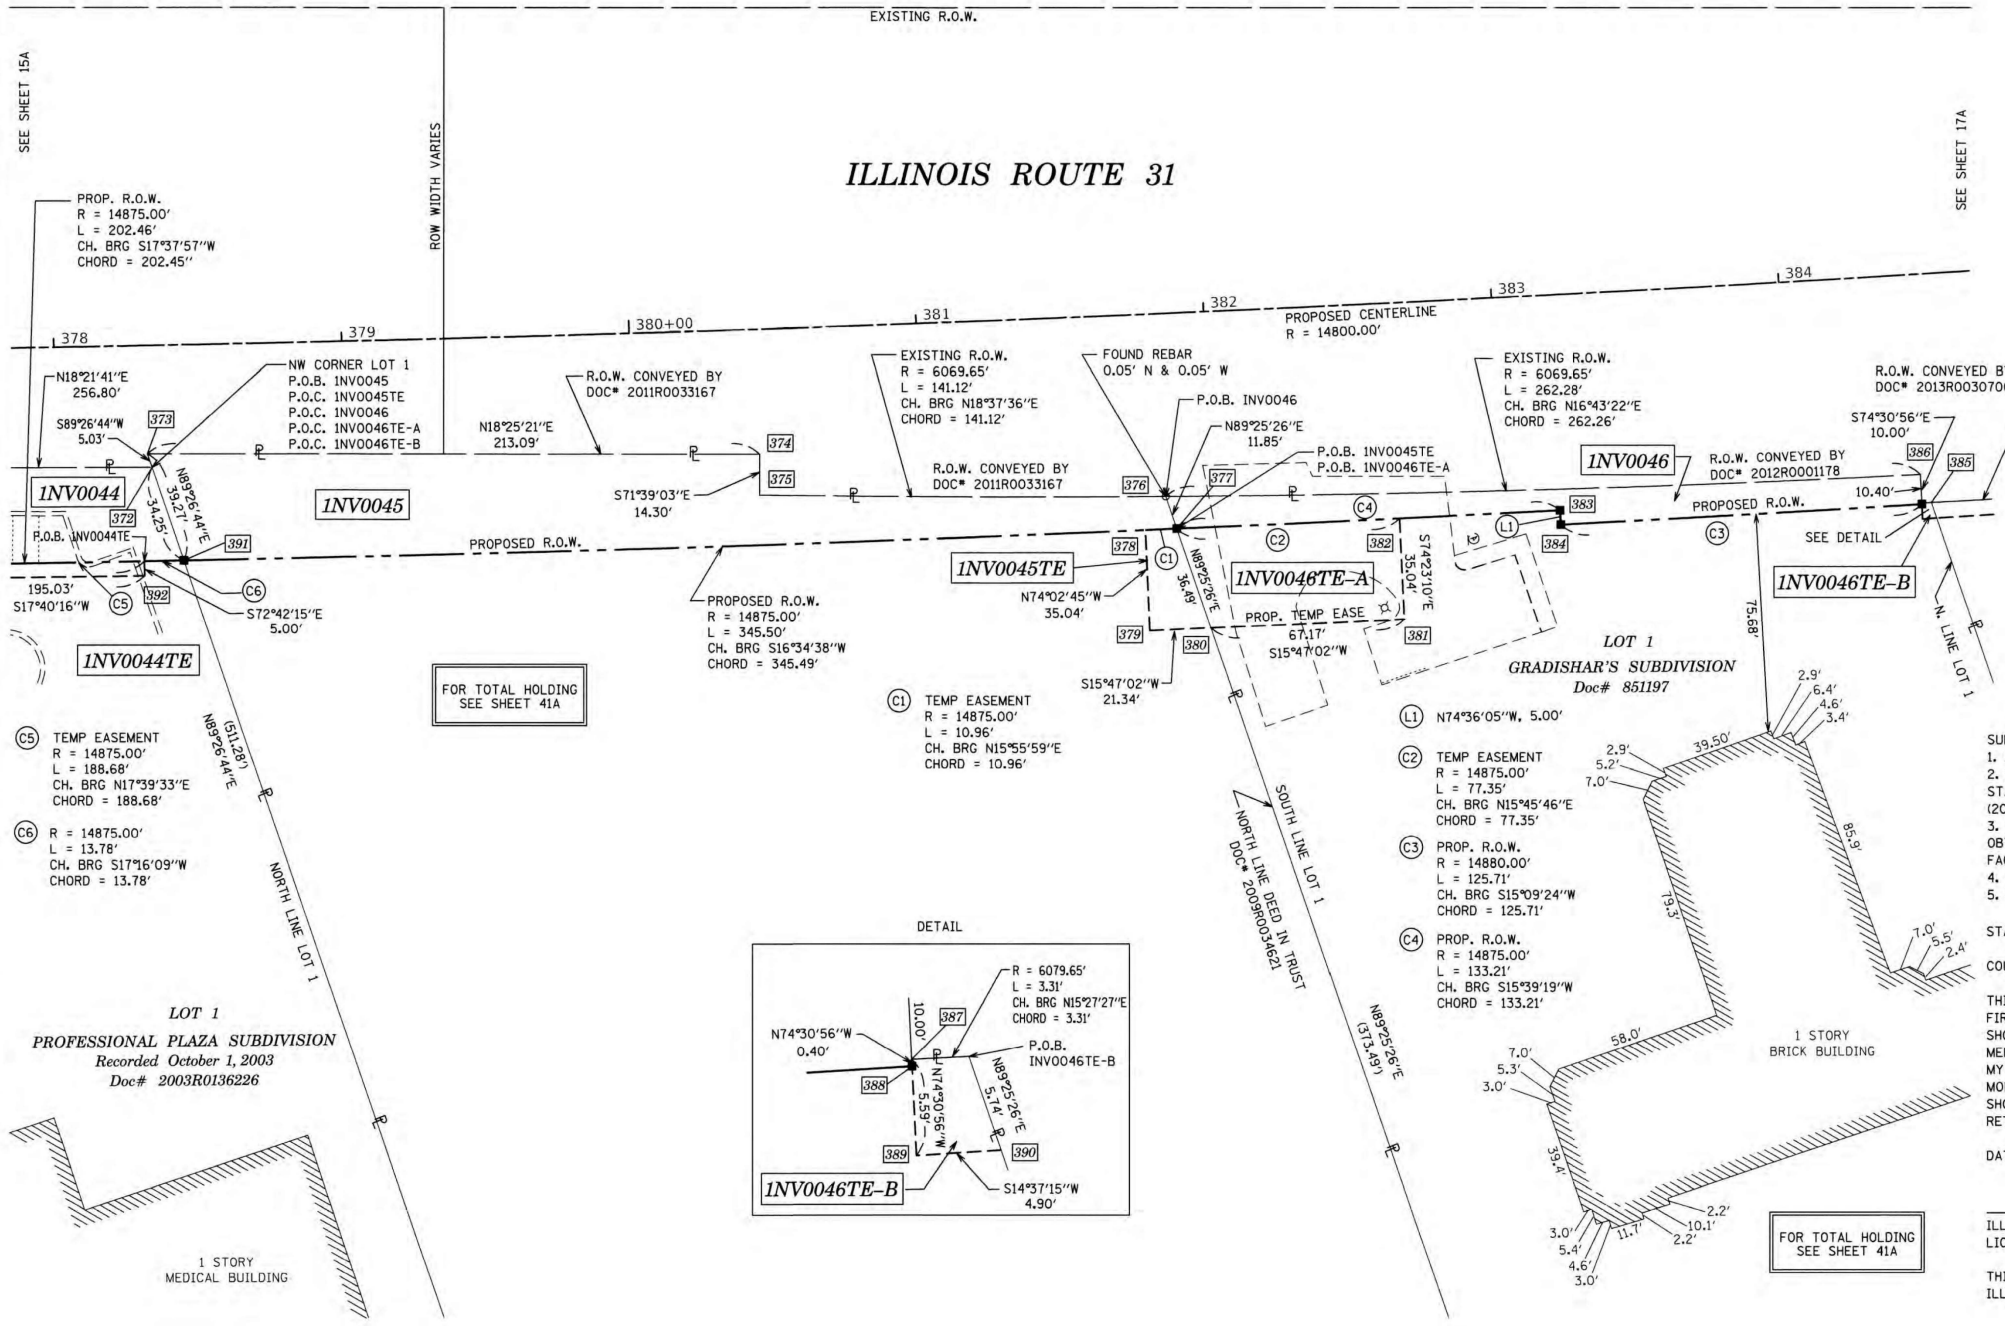 EXISTING R.O.W.
SEE SHEET 15A
ROW WIDTH VARIES
ILLINOIS ROUTE 31
SEE SHEET 17A
PROP. R.O.W.
R = 14875.00'
L = 202.46'
CH. BRG S17°37'57''W
CHORD = 202.45''
378
379
380+00
381
382
383
384
PROPOSED CENTERLINE
R = 14800.00'
N18°21'41''E
256.80'
S89°26'44''W
5.03'
373
NW CORNER LOT 1
P.O.B. 1NV0045
P.O.C. 1NV0045TE
P.O.C. 1NV0046
P.O.C. 1NV0046TE-A
P.O.C. 1NV0046TE-B
N18°25'21''E
213.09'
R.O.W. CONVEYED BY
DOC# 2011R0033167
374
375
S71°39'03''E
14.30'
EXISTING R.O.W.
R = 6069.65'
L = 141.12'
CH. BRG N18°37'36''E
CHORD = 141.12'
R.O.W. CONVEYED BY
DOC# 2011R0033167
FOUND REBAR
0.05' N & 0.05' W
P.O.B. INV0046
N89°25'26''E
11.85'
P.O.B. 1NV0045TE
P.O.B. 1NV0046TE-A
376
377
EXISTING R.O.W.
R = 6069.65'
L = 262.28'
CH. BRG N16°43'22''E
CHORD = 262.26'
1NV0046
R.O.W. CONVEYED BY
DOC# 2012R0001178
R.O.W. CONVEYED B
DOC# 2013R003070
S74°30'56''E
10.00'
386
385
10.40'
PROPOSED R.O.W.
C3
SEE DETAIL
1NV0046TE-B
N. LINE LOT 1
1NV0044
372
N89°26'44''E
39.27'
34.25'
1NV0045
P.O.B. 1NV0044TE
391
C6
C5
392
195.03'
S17°40'16''W
S72°42'15''E
5.00'
1NV0044TE
PROPOSED R.O.W.
PROPOSED R.O.W.
R = 14875.00'
L = 345.50'
CH. BRG S16°34'38''W
CHORD = 345.49'
378
C1
C2
C4
382
383
384
L1
1NV0045TE
N74°02'45''W
35.04'
N89°25'26''E
36.49'
1NV0046TE-A
S74°23'10''E
35.04'
PROP. TEMP EASE
67.17'
S15°47'02''W
379
380
381
S15°47'02''W
21.34'
75.68'
LOT 1
GRADISHAR'S SUBDIVISION
Doc# 851197
FOR TOTAL HOLDING
SEE SHEET 41A
C5 TEMP EASEMENT
R = 14875.00'
L = 188.68'
CH. BRG N17°39'33''E
CHORD = 188.68'
C6 R = 14875.00'
L = 13.78'
CH. BRG S17°16'09''W
CHORD = 13.78'
(511.28')
N89°26'44''E
NORTH LINE LOT 1
C1 TEMP EASEMENT
R = 14875.00'
L = 10.96'
CH. BRG N15°55'59''E
CHORD = 10.96'
SOUTH LINE LOT 1
NORTH LINE DEED IN TRUST
DOC# 2009R0034621
N89°25'26''E
(373.49')
L1 N74°36'05''W, 5.00'
C2 TEMP EASEMENT
R = 14875.00'
L = 77.35'
CH. BRG N15°45'46''E
CHORD = 77.35'
C3 PROP. R.O.W.
R = 14880.00'
L = 125.71'
CH. BRG S15°09'24''W
CHORD = 125.71'
C4 PROP. R.O.W.
R = 14875.00'
L = 133.21'
CH. BRG S15°39'19''W
CHORD = 133.21'
2.9'
6.4'
4.6'
3.4'
39.50'
2.9'
5.2'
7.0'
85.9'
79.3'
7.0'
5.5'
2.4'
58.0'
7.0'
5.3'
3.0'
39.4'
3.0'
5.4'
4.6'
3.0'
11.7'
2.2'
10.1'
2.2'
1 STORY
BRICK BUILDING
FOR TOTAL HOLDING
SEE SHEET 41A
DETAIL
R = 6079.65'
L = 3.31'
CH. BRG N15°27'27''E
CHORD = 3.31'
N74°30'56''W
0.40'
10.00'
387
P.O.B.
INV0046TE-B
388
N74°30'56''W
5.59'
N89°25'26''E
5.74'
389
390
1NV0046TE-B
S14°37'15''W
4.90'
LOT 1
PROFESSIONAL PLAZA SUBDIVISION
Recorded October 1, 2003
Doc# 2003R0136226
1 STORY
MEDICAL BUILDING
1.
2.
3.
4.
5.